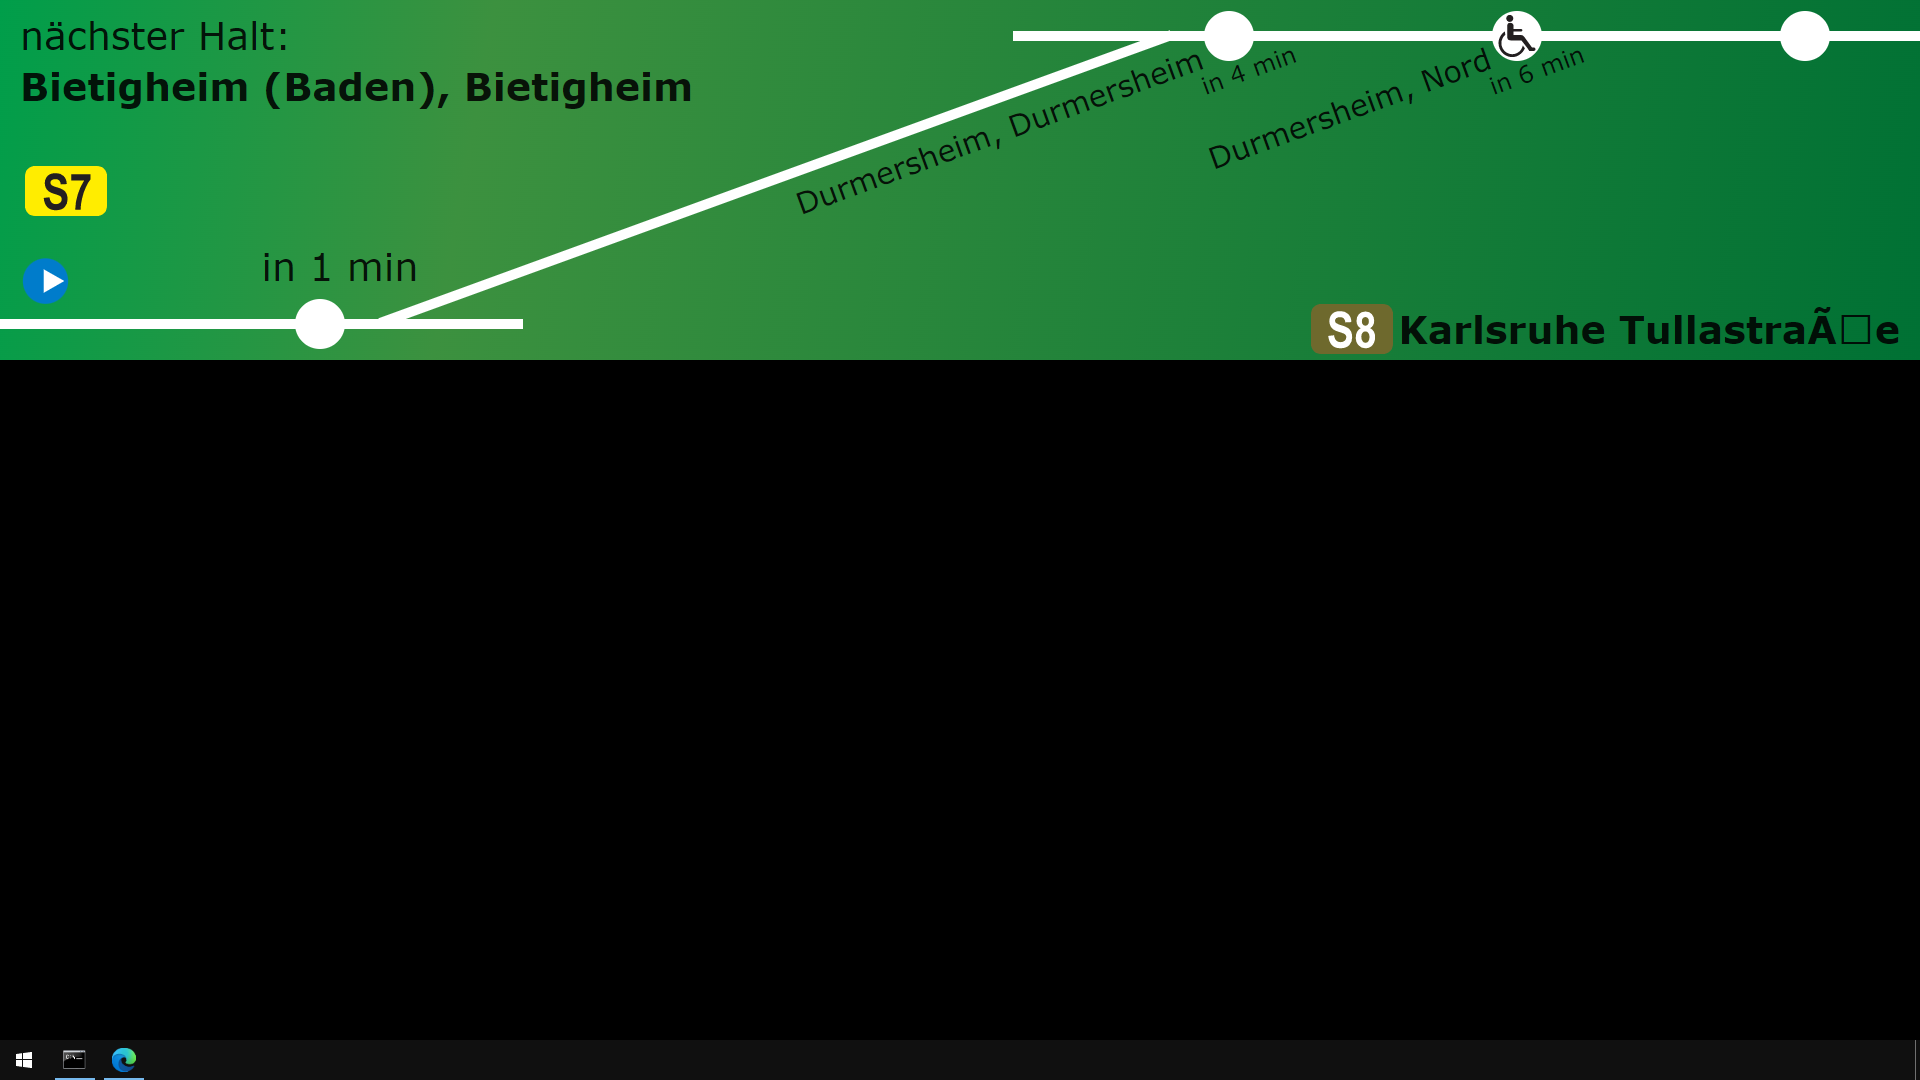 nächster Halt:
Bietigheim (Baden), Bietigheim
S7
in 1 min
Durmersheim, Durmersheim
in 4 min
Durmersheim, Nord
in 6 min
S8 Karlsruhe TullastraÃ□e